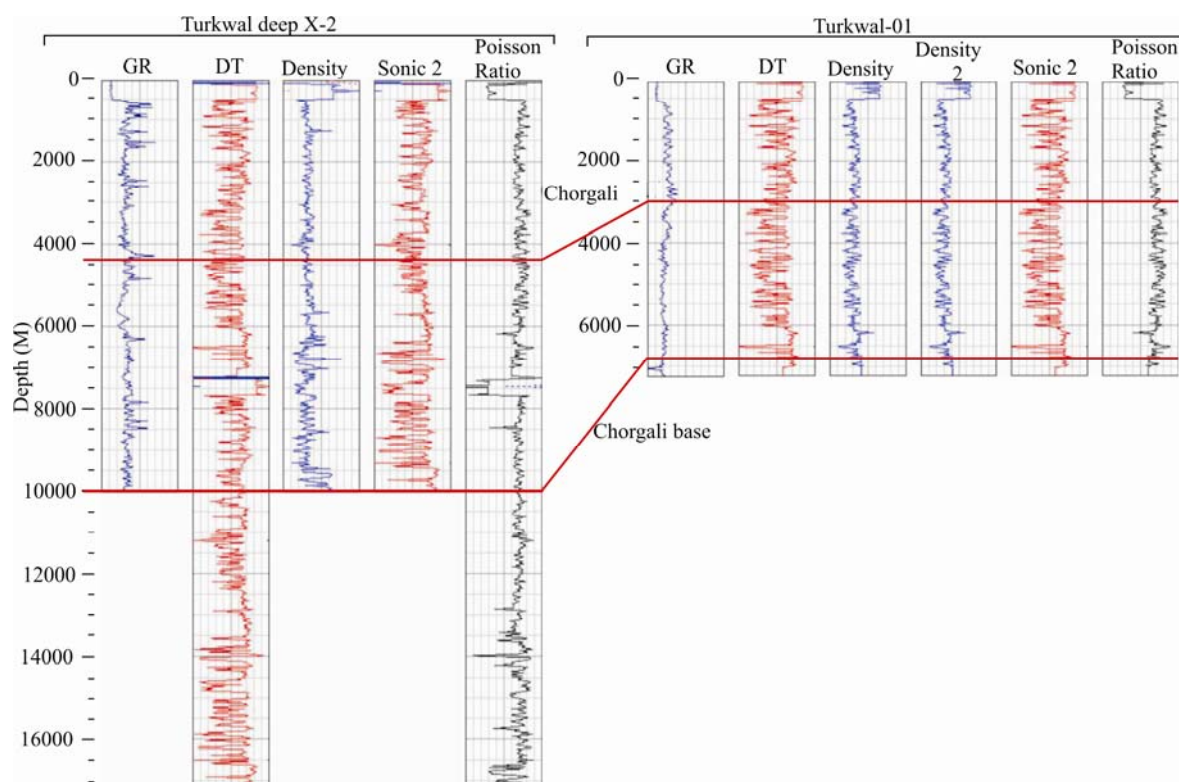 Turkwal deep X-2
GR
DT
Density
Sonic 2
Poisson
Ratio
Turkwal-01
GR
DT
Density
Density
2
Sonic 2
Poisson
Ratio
Depth (M)
0
2000
4000
6000
8000
10000
12000
14000
16000
0
2000
4000
6000
Chorgali
Chorgali base